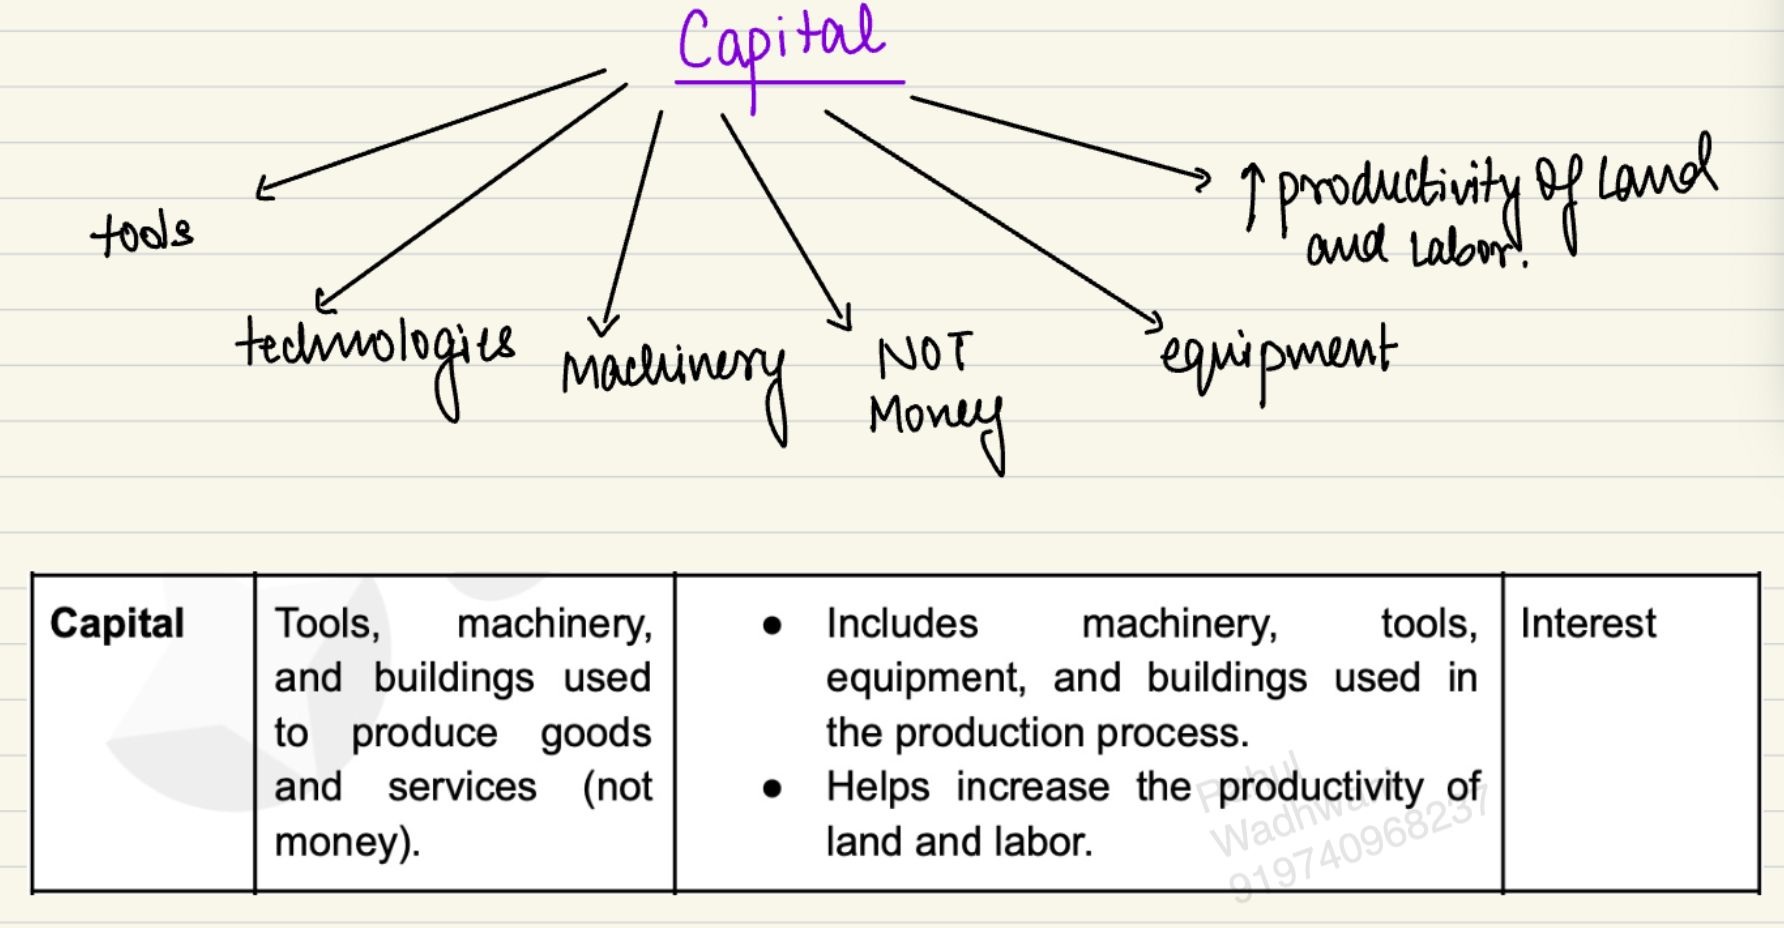 Capital
tools
technologies
Machinery
NOT
Money
equipment
↑ productivity of Land
and Labor.
Capital
Tools, machinery,
and buildings used
to produce goods
and services (not
money).
● Includes machinery, tools,
equipment, and buildings used in
the production process.
● Helps increase the productivity of
land and labor.
Interest
Wadhwani
919740968237